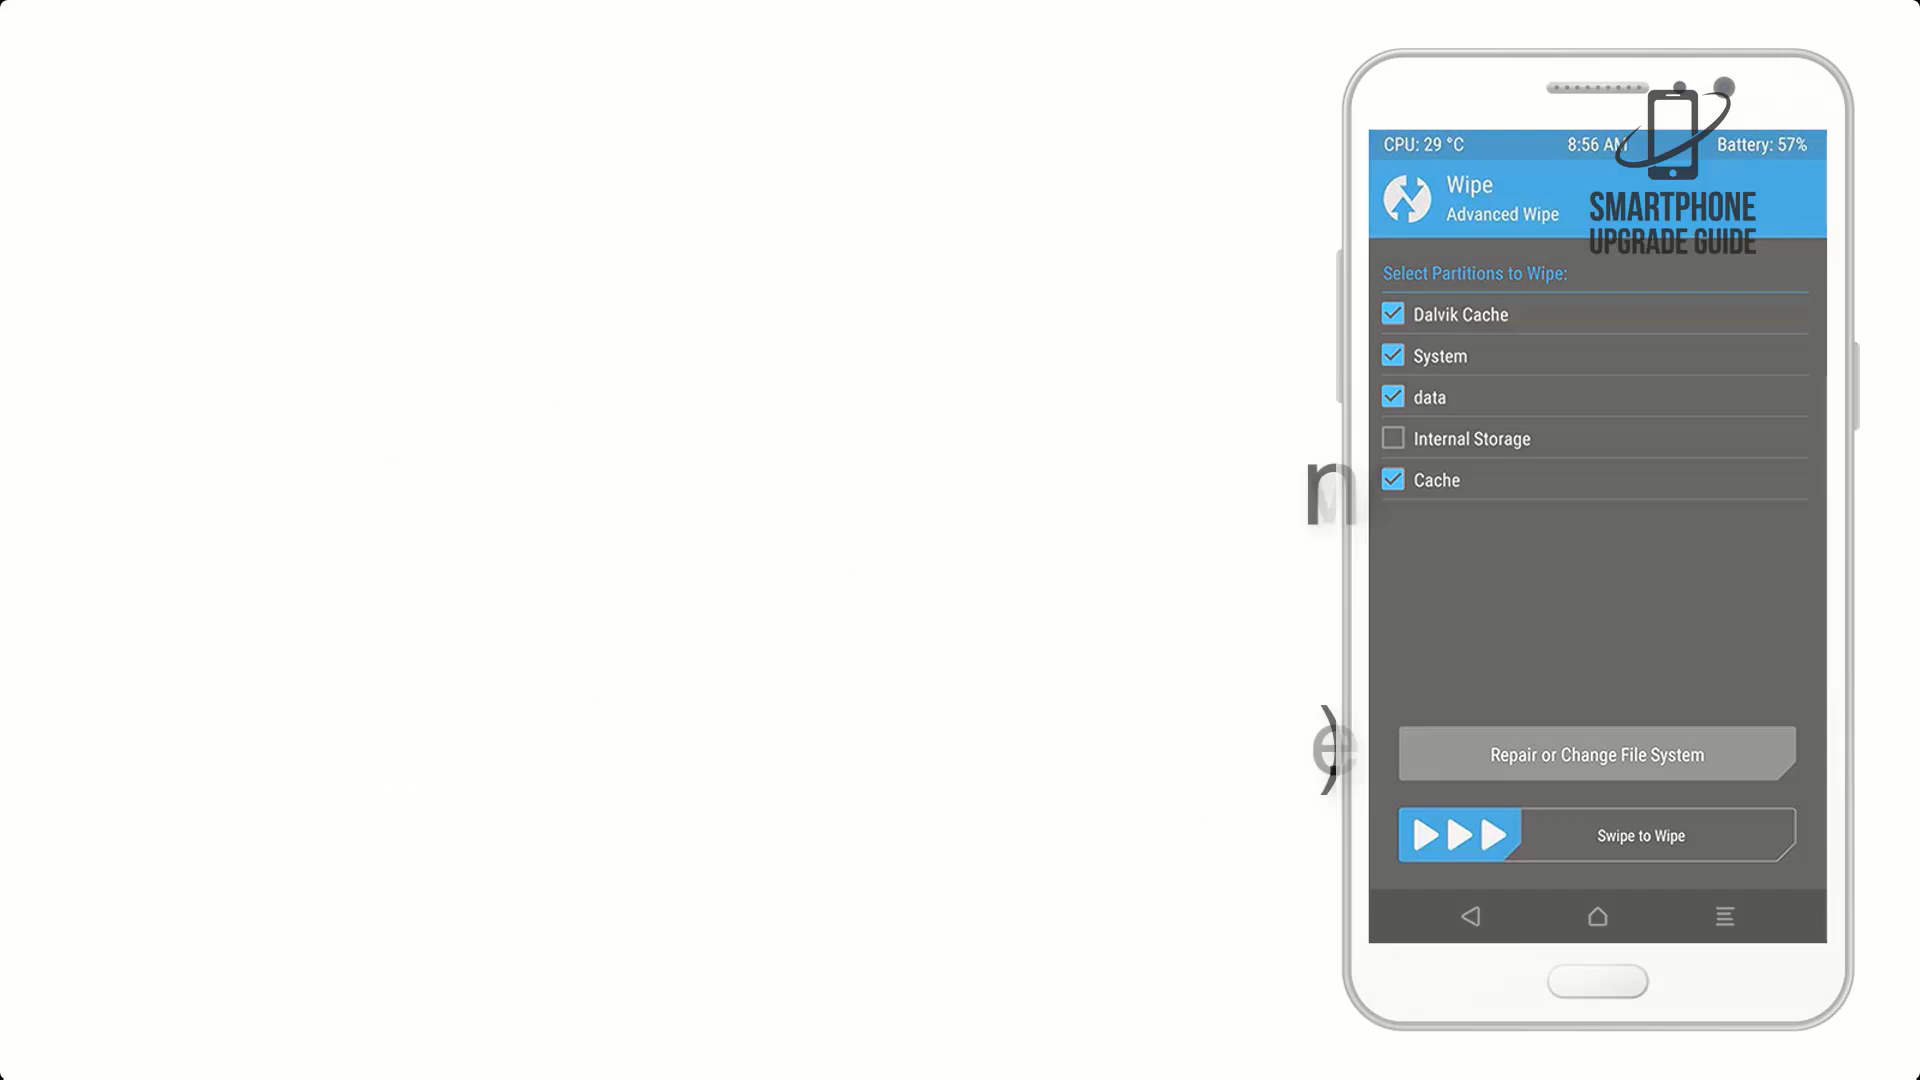 CPU: 29 °C 8:56 AM Battery: 57%
Wipe
Advanced Wipe
SMARTPHONE
UPGRADE GUIDE
Select Partitions to Wipe:
Dalvik Cache
System
data
Internal Storage
Cache
n
)
Repair or Change File System
Swipe to Wipe